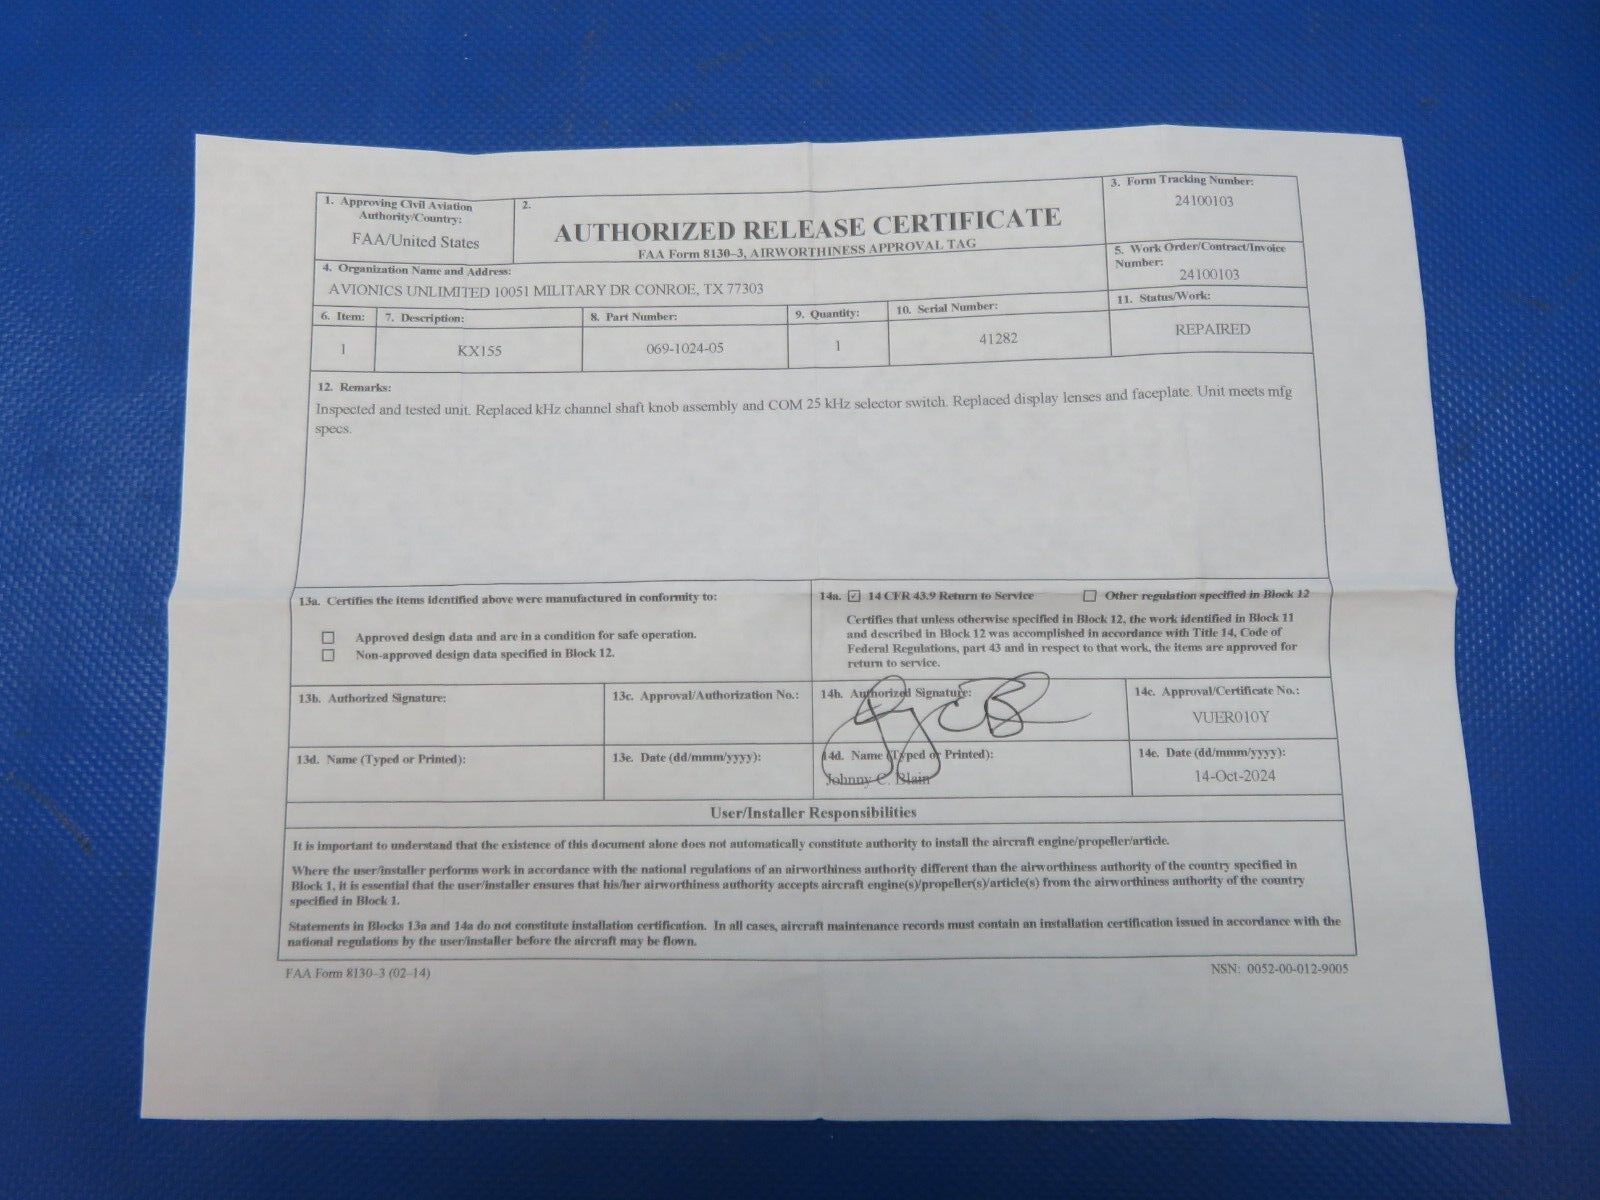 1. Approving Civil Aviation
Authority/Country:
FAA/United States
2.
AUTHORIZED RELEASE CERTIFICATE
FAA Form 8130–3, AIRWORTHINESS APPROVAL TAG
3. Form Tracking Number:
24100103
4. Organization Name and Address:
AVIONICS UNLIMITED 10051 MILITARY DR CONROE, TX 77303
5. Work Order/Contract/Invoice
Number:
24100103
6. Item:
1
7. Description:
KX155
8. Part Number:
069-1024-05
9. Quantity:
1
10. Serial Number:
41282
11. Status/Work:
REPAIRED
12. Remarks:
Inspected and tested unit. Replaced kHz channel shaft knob assembly and COM 25 kHz selector switch. Replaced display lenses and faceplate. Unit meets mfg
specs.
13a. Certifies the items identified above were manufactured in conformity to:
Approved design data and are in a condition for safe operation.
Non-approved design data specified in Block 12.
14a. 14 CFR 43.9 Return to Service Other regulation specified in Block 12
Certifies that unless otherwise specified in Block 12, the work identified in Block 11
and described in Block 12 was accomplished in accordance with Title 14, Code of
Federal Regulations, part 43 and in respect to that work, the items are approved for
return to service.
13b. Authorized Signature:
13c. Approval/Authorization No.:
14b. Authorized Signature:
14c. Approval/Certificate No.:
VUER010Y
13d. Name (Typed or Printed):
13e. Date (dd/mmm/yyyy):
14d. Name (Typed or Printed):
Johnny C. Blain
14e. Date (dd/mmm/yyyy):
14-Oct-2024
User/Installer Responsibilities
It is important to understand that the existence of this document alone does not automatically constitute authority to install the aircraft engine/propeller/article.
Where the user/installer performs work in accordance with the national regulations of an airworthiness authority different than the airworthiness authority of the country specified in
Block 1, it is essential that the user/installer ensures that his/her airworthiness authority accepts aircraft engine(s)/propeller(s)/article(s) from the airworthiness authority of the country
specified in Block 1.
Statements in Blocks 13a and 14a do not constitute installation certification. In all cases, aircraft maintenance records must contain an installation certification issued in accordance with the
national regulations by the user/installer before the aircraft may be flown.
FAA Form 8130–3 (02–14)
NSN: 0052-00-012-9005